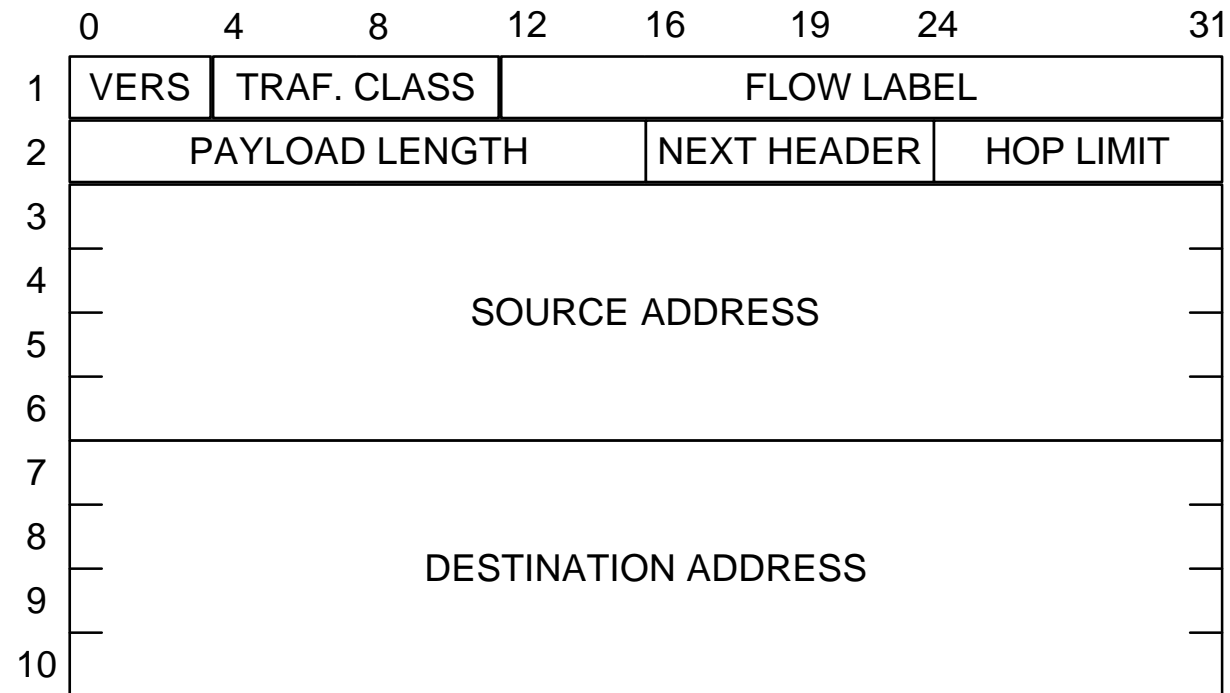 0 4 8 12 16 19 24 31
1 VERS TRAF. CLASS FLOW LABEL
2 PAYLOAD LENGTH NEXT HEADER HOP LIMIT
3
4
SOURCE ADDRESS
5
6
7
8
DESTINATION ADDRESS
9
10